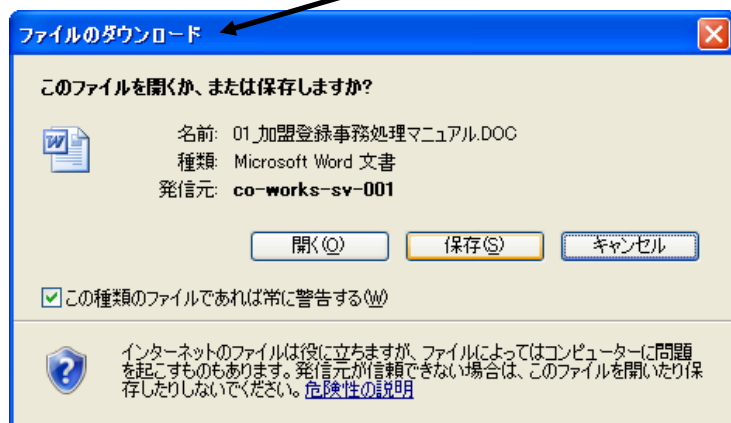 ファイルのダウンロード
このファイルを開くか、または保存しますか?
名前: 01_加盟登録事務処理マニュアル.DOC
種類: Microsoft Word 文書
発信元: co-works-sv-001
開く(O) 保存(S) キャンセル
この種類のファイルであれば常に警告する(W)
インターネットのファイルは役に立ちますが、ファイルによってはコンピューターに問題
を起こすものもあります。発信元が信頼できない場合は、このファイルを開いたり保
存したりしないでください。危険性の説明